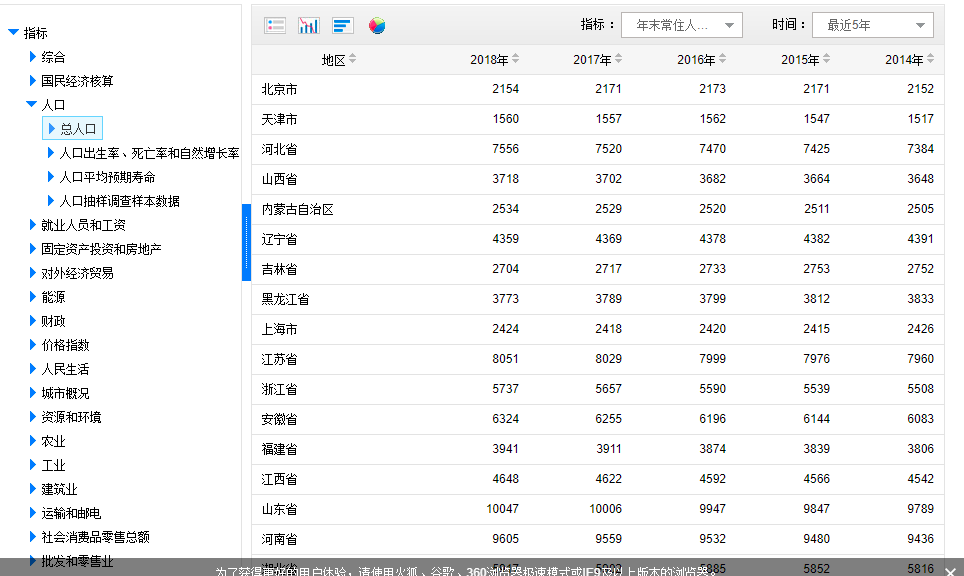 指标
综合
国民经济核算
人口
总人口
人口出生率、死亡率和自然增长率
人口平均预期寿命
人口抽样调查样本数据
就业人员和工资
固定资产投资和房地产
对外经济贸易
能源
财政
价格指数
人民生活
城市概况
资源和环境
农业
工业
建筑业
运输和邮电
社会消费品零售总额
批发和零售业
指标： 年末常住人... 时间： 最近5年
地区 2018年 2017年 2016年 2015年 2014年
北京市 2154 2171 2173 2171 2152
天津市 1560 1557 1562 1547 1517
河北省 7556 7520 7470 7425 7384
山西省 3718 3702 3682 3664 3648
内蒙古自治区 2534 2529 2520 2511 2505
辽宁省 4359 4369 4378 4382 4391
吉林省 2704 2717 2733 2753 2752
黑龙江省 3773 3789 3799 3812 3833
上海市 2424 2418 2420 2415 2426
江苏省 8051 8029 7999 7976 7960
浙江省 5737 5657 5590 5539 5508
安徽省 6324 6255 6196 6144 6083
福建省 3941 3911 3874 3839 3806
江西省 4648 4622 4592 4566 4542
山东省 10047 10006 9947 9847 9789
河南省 9605 9559 9532 9480 9436
5852 5816
为了获得更好的用户体验，请使用火狐、谷歌、360浏览器极速模式或IE9及以上版本的浏览器。